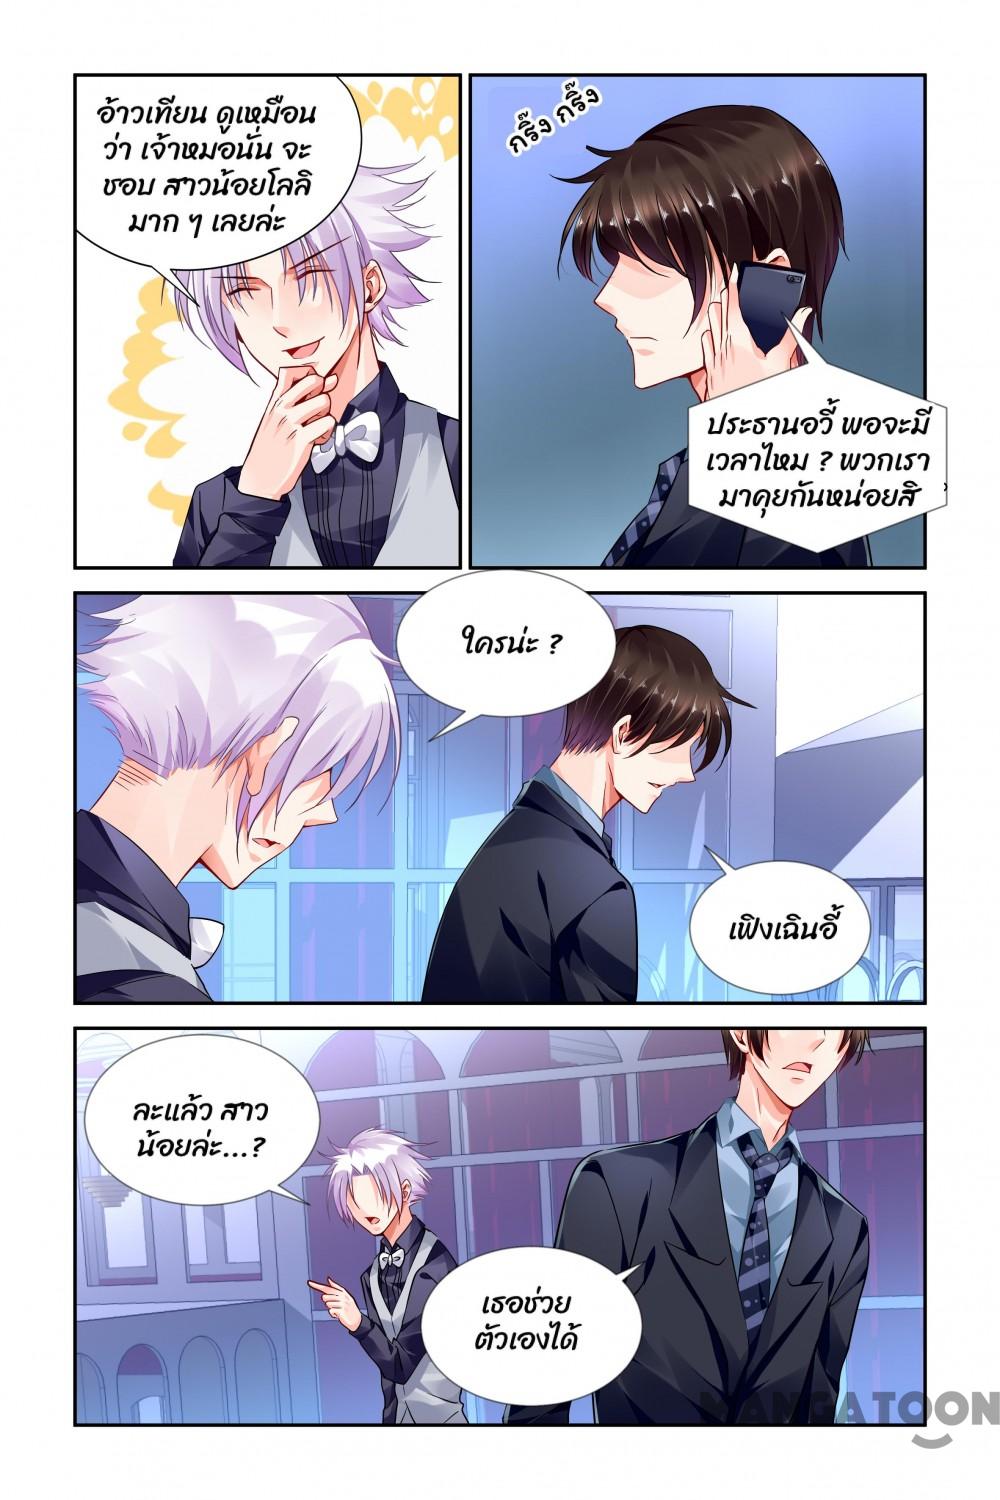 อ้าวเทียน ดูเหมือน
ว่า เจ้าหมอนั่น จะ
ชอบ สาวน้อยโลลิ
มาก ๆ เลยล่ะ
กริ๊ง กริ๊ง
ประธานอวี้ พอจะมี
เวลาไหม ? พวกเรา
มาคุยกันหน่อยสิ
ใครน่ะ ?
เฟิงเฉินอี้
ละแล้ว สาว
น้อยล่ะ...?
เธอช่วย
ตัวเองได้
MANGATOON